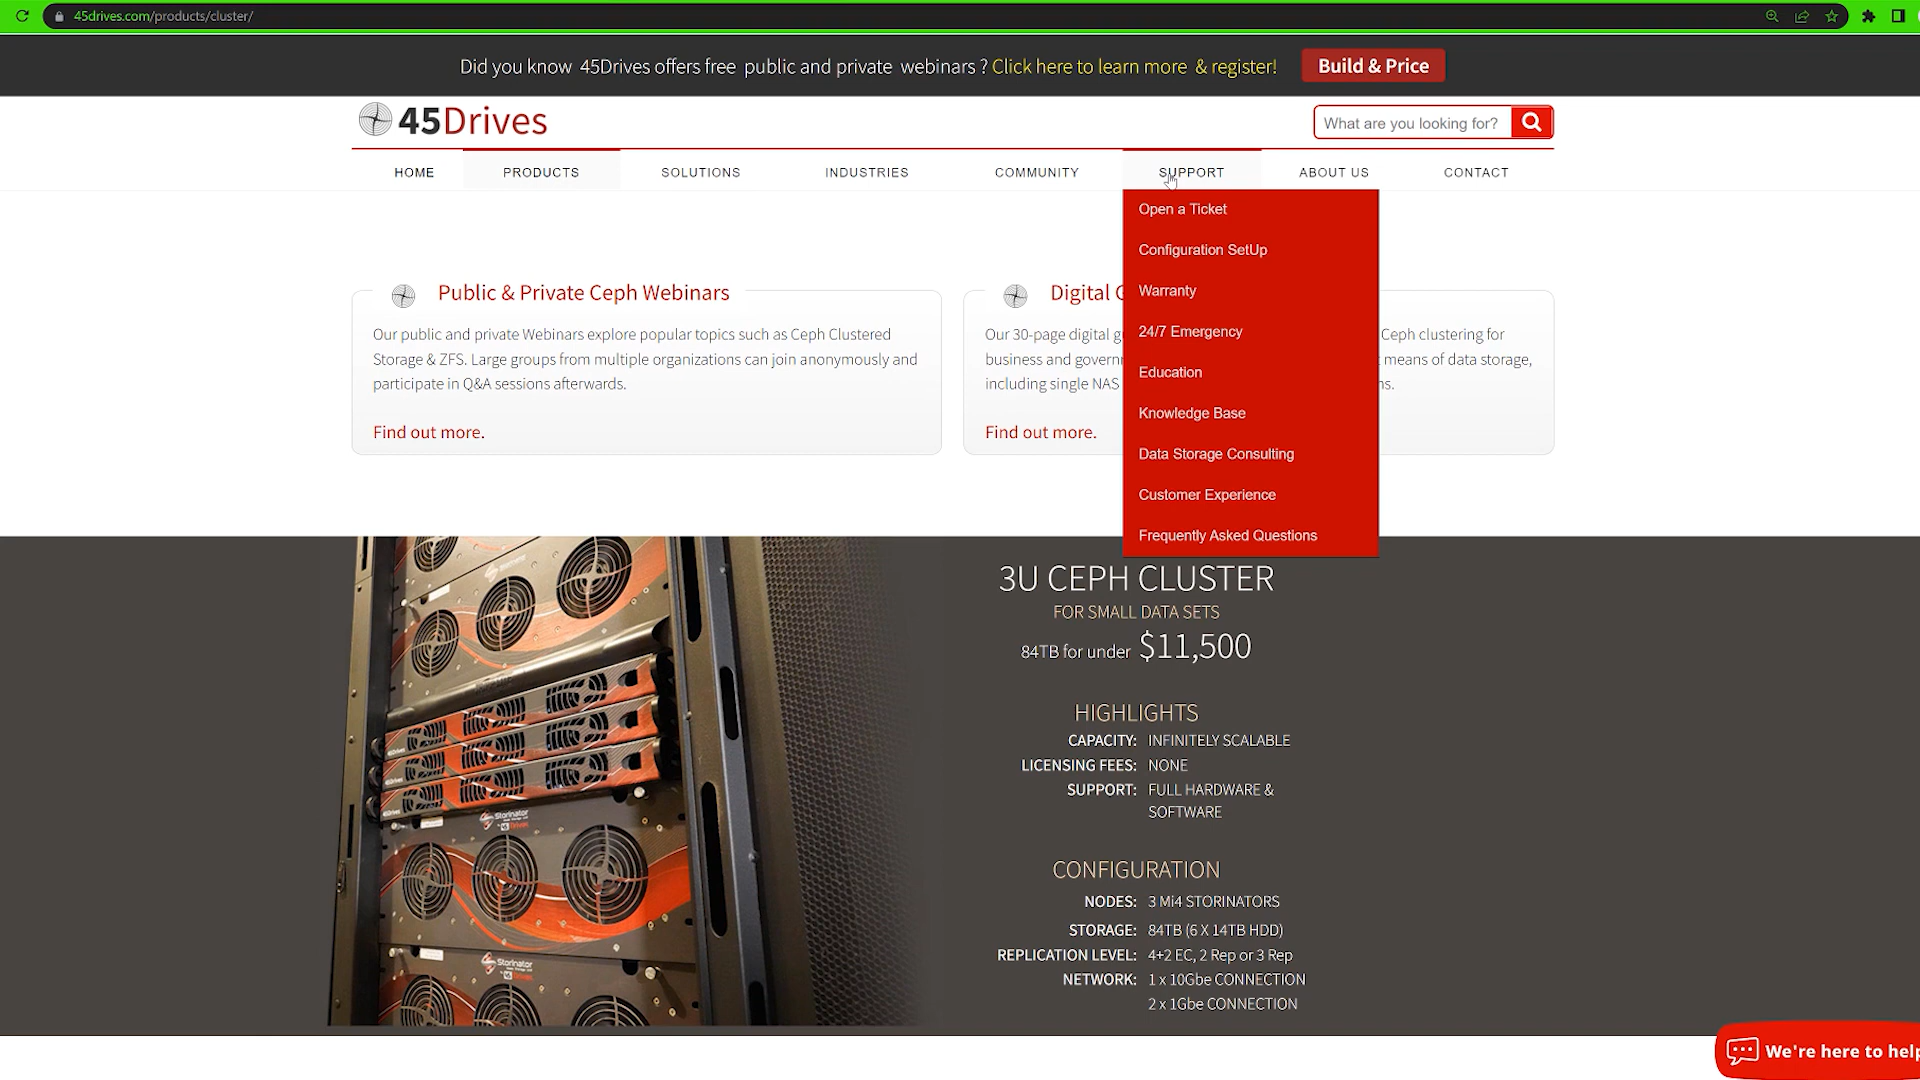 45drives.com/products/cluster/
Did you know 45Drives offers free public and private webinars ? Click here to learn more & register!
Build & Price
45Drives
What are you looking for?
HOME
PRODUCTS
SOLUTIONS
INDUSTRIES
COMMUNITY
SUPPORT
ABOUT US
CONTACT
Open a Ticket
Configuration SetUp
Warranty
24/7 Emergency
Education
Knowledge Base
Data Storage Consulting
Customer Experience
Frequently Asked Questions
Public & Private Ceph Webinars
Our public and private Webinars explore popular topics such as Ceph Clustered
Storage & ZFS. Large groups from multiple organizations can join anonymously and
participate in Q&A sessions afterwards.
Find out more.
Digital
Our 30-page digital Ceph clustering for
business and means of data storage,
including single NAS
Find out more.
3U CEPH CLUSTER
FOR SMALL DATA SETS
84TB for under $11,500
HIGHLIGHTS
CAPACITY: INFINITELY SCALABLE
LICENSING FEES: NONE
SUPPORT: FULL HARDWARE &
SOFTWARE
CONFIGURATION
NODES: 3 Mi4 STORINATORS
STORAGE: 84TB (6 X 14TB HDD)
REPLICATION LEVEL: 4+2 EC, 2 Rep or 3 Rep
NETWORK: 1 x 10Gbe CONNECTION
2 x 1Gbe CONNECTION
Storinator
Storinator
We're here to help